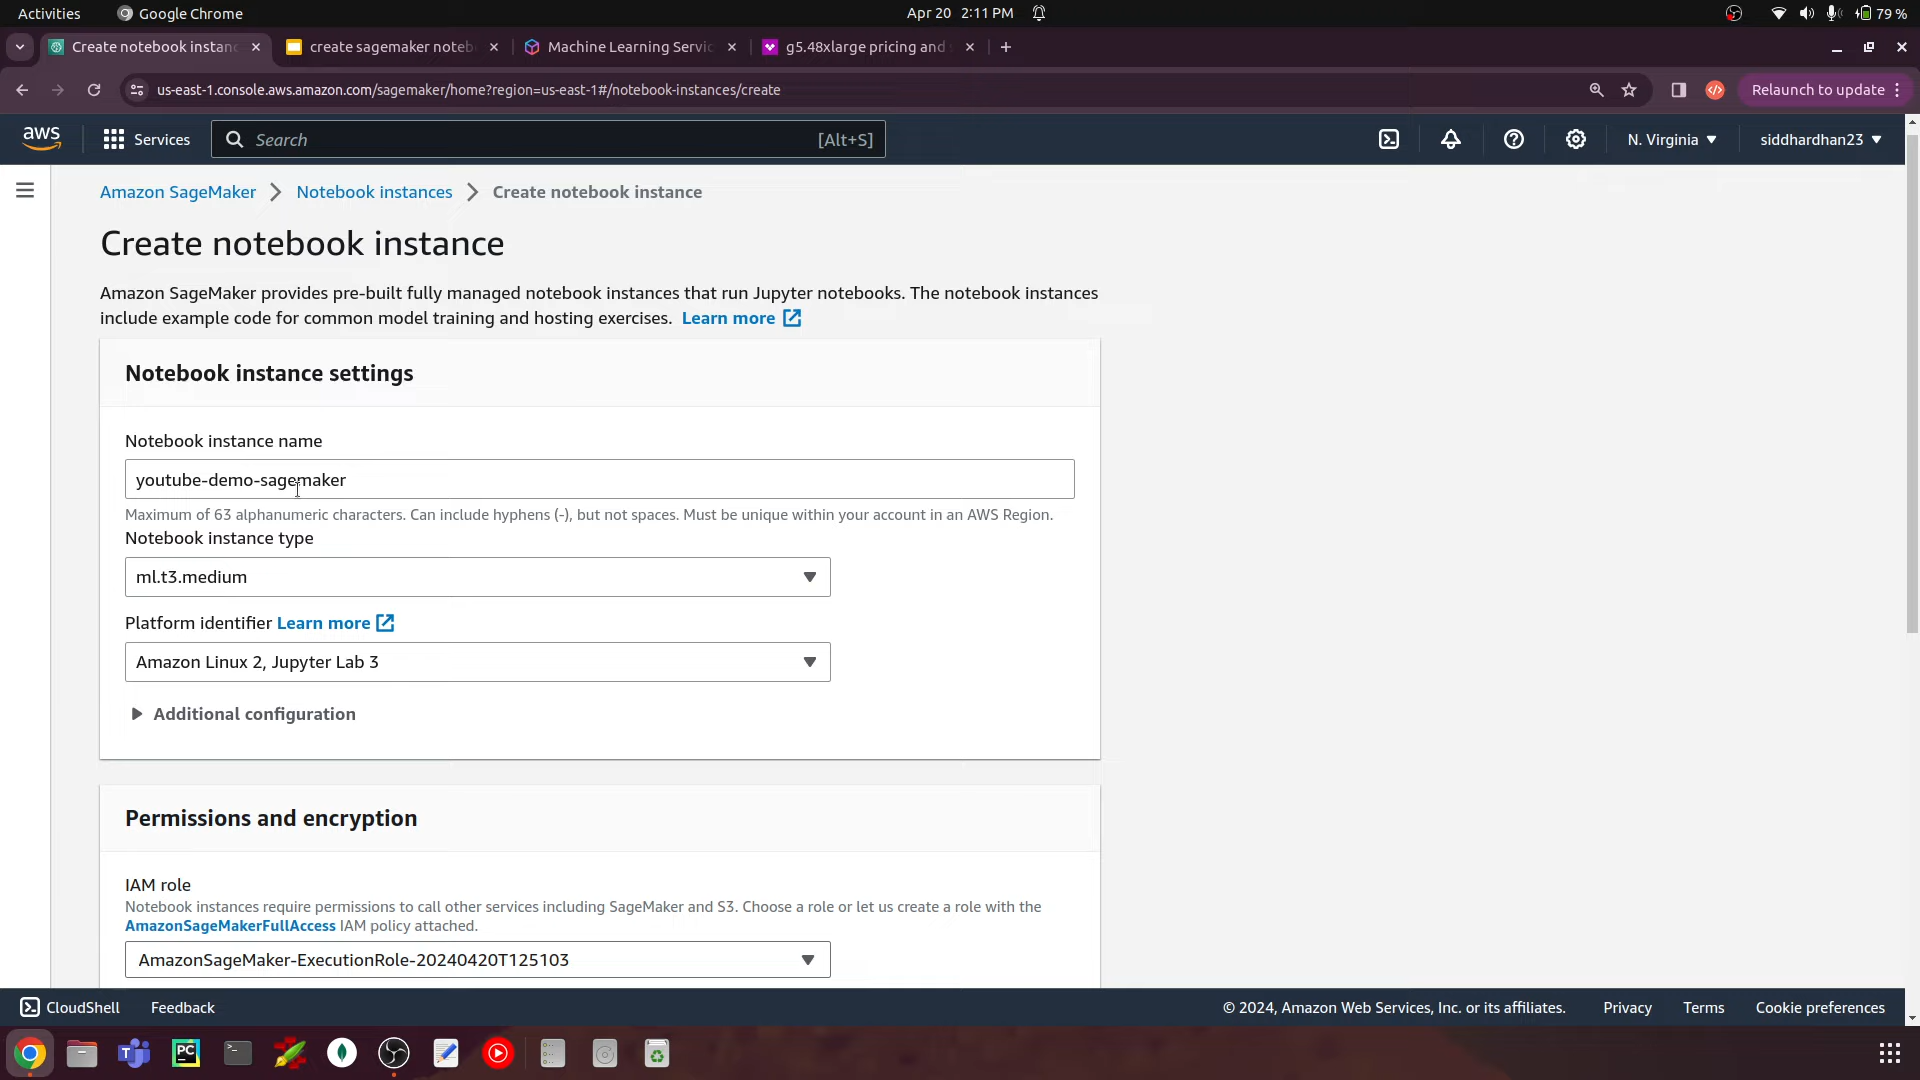 Activities
Google Chrome
Apr 20 2:11 PM
79 %
Create notebook instan
create sagemaker noteb
Machine Learning Servic
g5.48xlarge pricing and
us-east-1.console.aws.amazon.com/sagemaker/home?region=us-east-1#/notebook-instances/create
Relaunch to update
aws
Services
Search
[Alt+S]
N. Virginia
siddhardhan23
Amazon SageMaker
Notebook instances
Create notebook instance
Create notebook instance
Amazon SageMaker provides pre-built fully managed notebook instances that run Jupyter notebooks. The notebook instances
include example code for common model training and hosting exercises. Learn more
Notebook instance settings
Notebook instance name
youtube-demo-sagemaker
Maximum of 63 alphanumeric characters. Can include hyphens (-), but not spaces. Must be unique within your account in an AWS Region.
Notebook instance type
ml.t3.medium
Platform identifier Learn more
Amazon Linux 2, Jupyter Lab 3
Additional configuration
Permissions and encryption
IAM role
Notebook instances require permissions to call other services including SageMaker and S3. Choose a role or let us create a role with the
AmazonSageMakerFullAccess IAM policy attached.
AmazonSageMaker-ExecutionRole-20240420T125103
CloudShell
Feedback
© 2024, Amazon Web Services, Inc. or its affiliates.
Privacy
Terms
Cookie preferences
PC